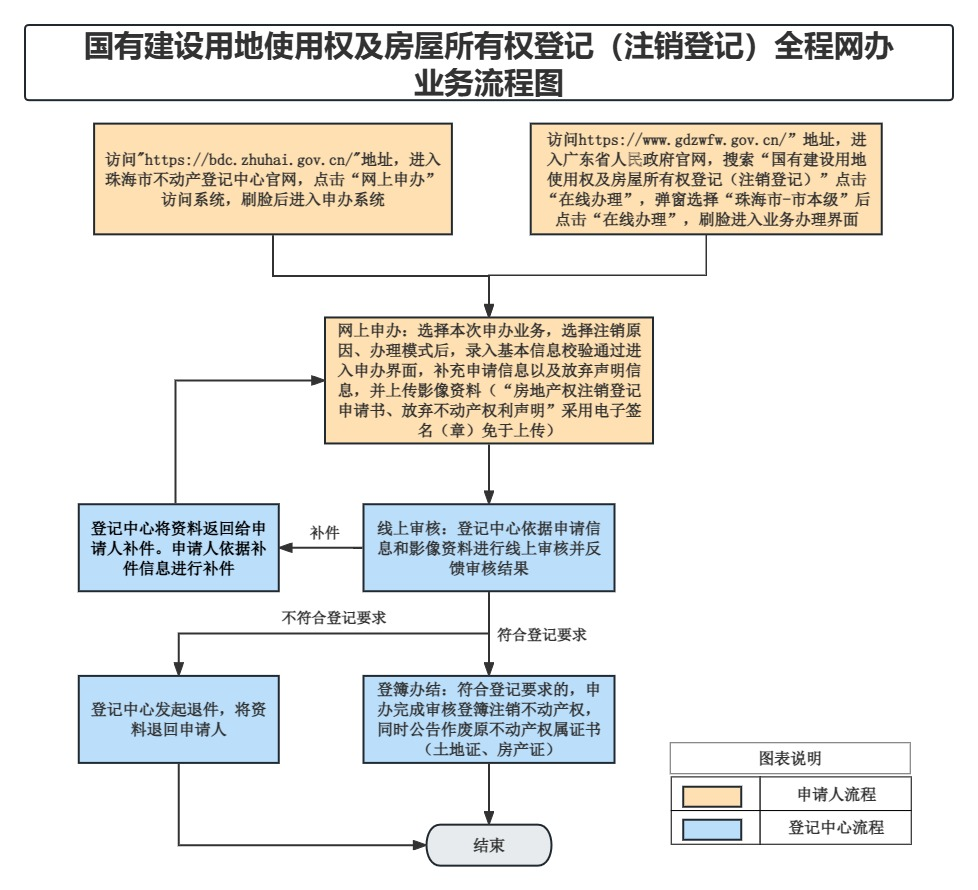 国有建设用地使用权及房屋所有权登记（注销登记）全程网办
业务流程图
访问"https://bdc.zhuhai.gov.cn/"地址，进入
珠海市不动产登记中心官网，点击“网上申办”
访问系统，刷脸后进入申办系统
访问https://www.gdzwfw.gov.cn/”地址，进
入广东省人民政府官网，搜索“国有建设用地
使用权及房屋所有权登记（注销登记）”点击
“在线办理”，弹窗选择“珠海市-市本级”后
点击“在线办理”，刷脸进入业务办理界面
网上申办：选择本次申办业务，选择注销原
因、办理模式后，录入基本信息校验通过进
入申办界面，补充申请信息以及放弃声明信
息，并上传影像资料（“房地产权注销登记
申请书、放弃不动产权利声明”采用电子签
名（章）免于上传）
登记中心将资料返回给申
请人补件。申请人依据补
件信息进行补件
补件
线上审核：登记中心依据申请信
息和影像资料进行线上审核并反
馈审核结果
不符合登记要求
符合登记要求
登记中心发起退件，将资
料退回申请人
登簿办结：符合登记要求的，申
办完成审核登簿注销不动产权，
同时公告作废原不动产权属证书
（土地证、房产证）
图表说明
申请人流程
登记中心流程
结束